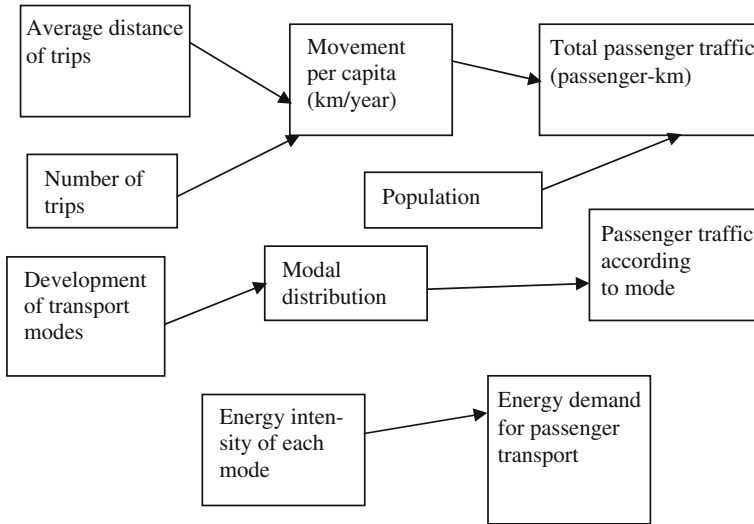 Average distance
of trips
Movement
per capita
(km/year)
Total passenger traffic
(passenger-km)
Number of
trips
Population
Passenger traffic
according
to mode
Development
of transport
modes
Modal
distribution
Energy inten-
sity of each
mode
Energy demand
for passenger
transport